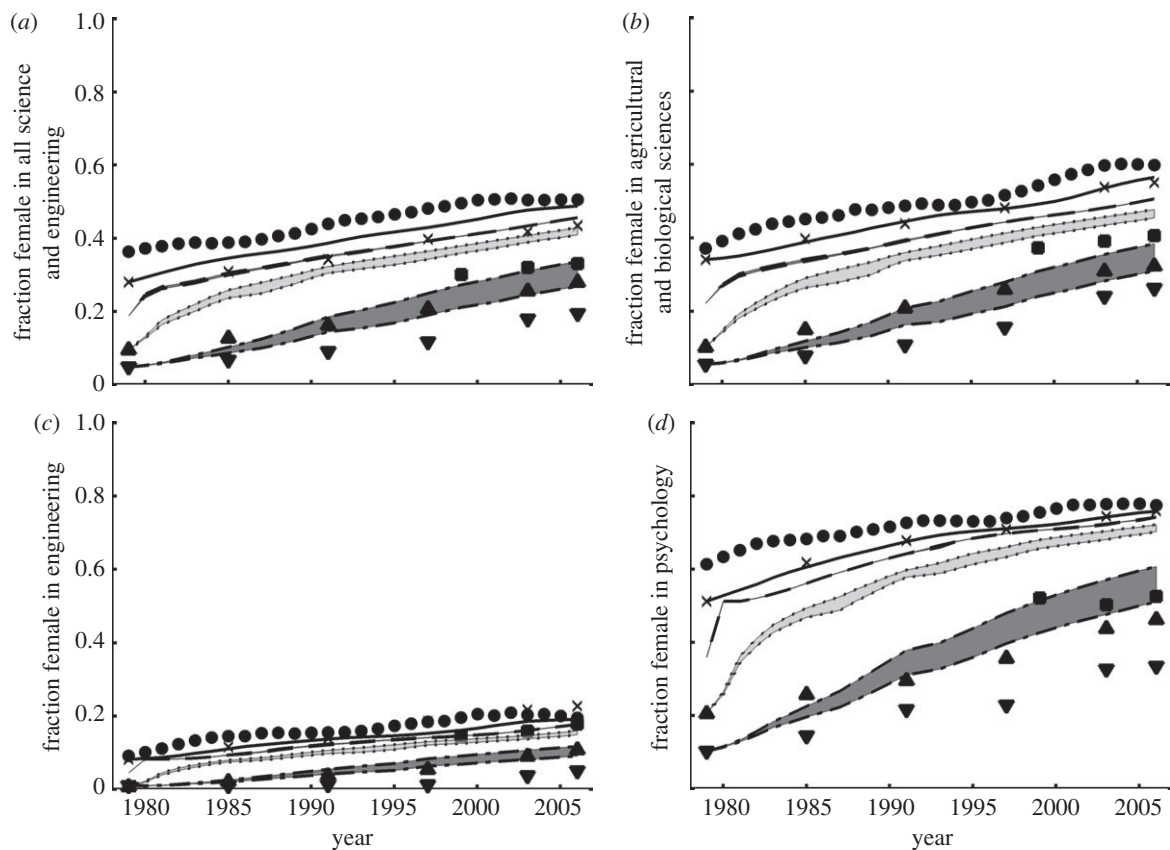 (a)
1.0
0.8
0.6
0.4
0.2
0
fraction female in all science
and engineering
(b)
fraction female in agricultural
and biological sciences
(c)
1.0
0.8
0.6
0.4
0.2
0
fraction female in engineering
1980 1985 1990 1995 2000 2005
year
(d)
fraction female in psychology
1980 1985 1990 1995 2000 2005
year